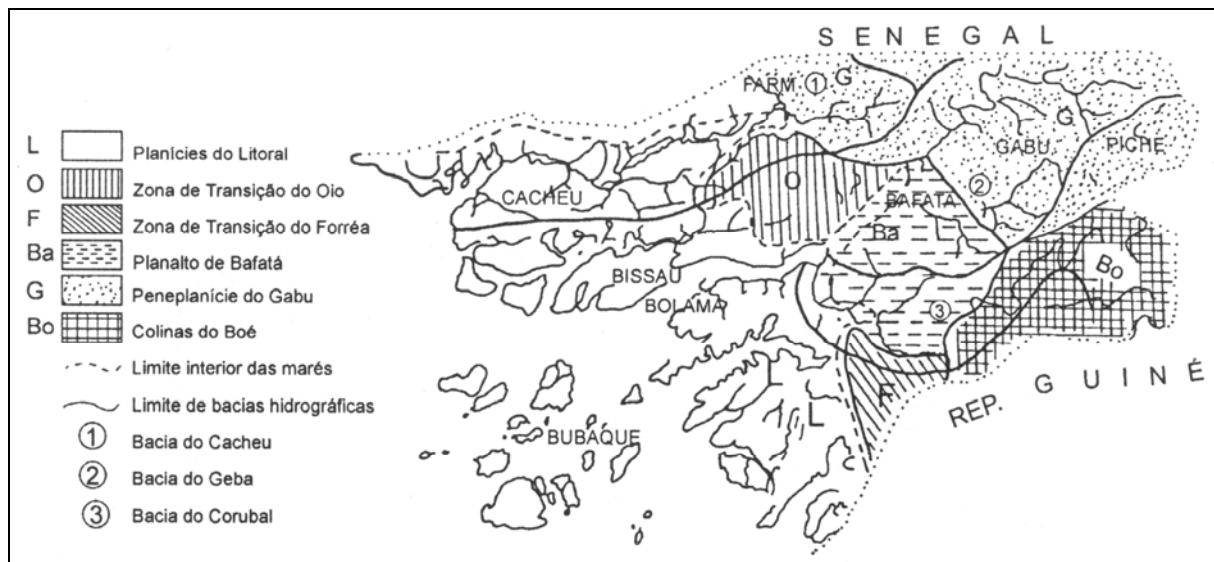 L Planícies do Litoral
O Zona de Transição do Oio
F Zona de Transição do Forréa
Ba Planalto de Bafatá
G Peneplanície do Gabu
Bo Colinas do Boé
Limite interior das marés
Limite de bacias hidrográficas
1 Bacia do Cacheu
2 Bacia do Geba
3 Bacia do Corubal
SENEGAL
FARM 1 G
G
GABU
PICHE
CACHEU
O
BAFATÁ
2
Ba
Bo
BISSAU
BOLAMA
3
REP. GUINÉ
F
L
BUBAQUE
C